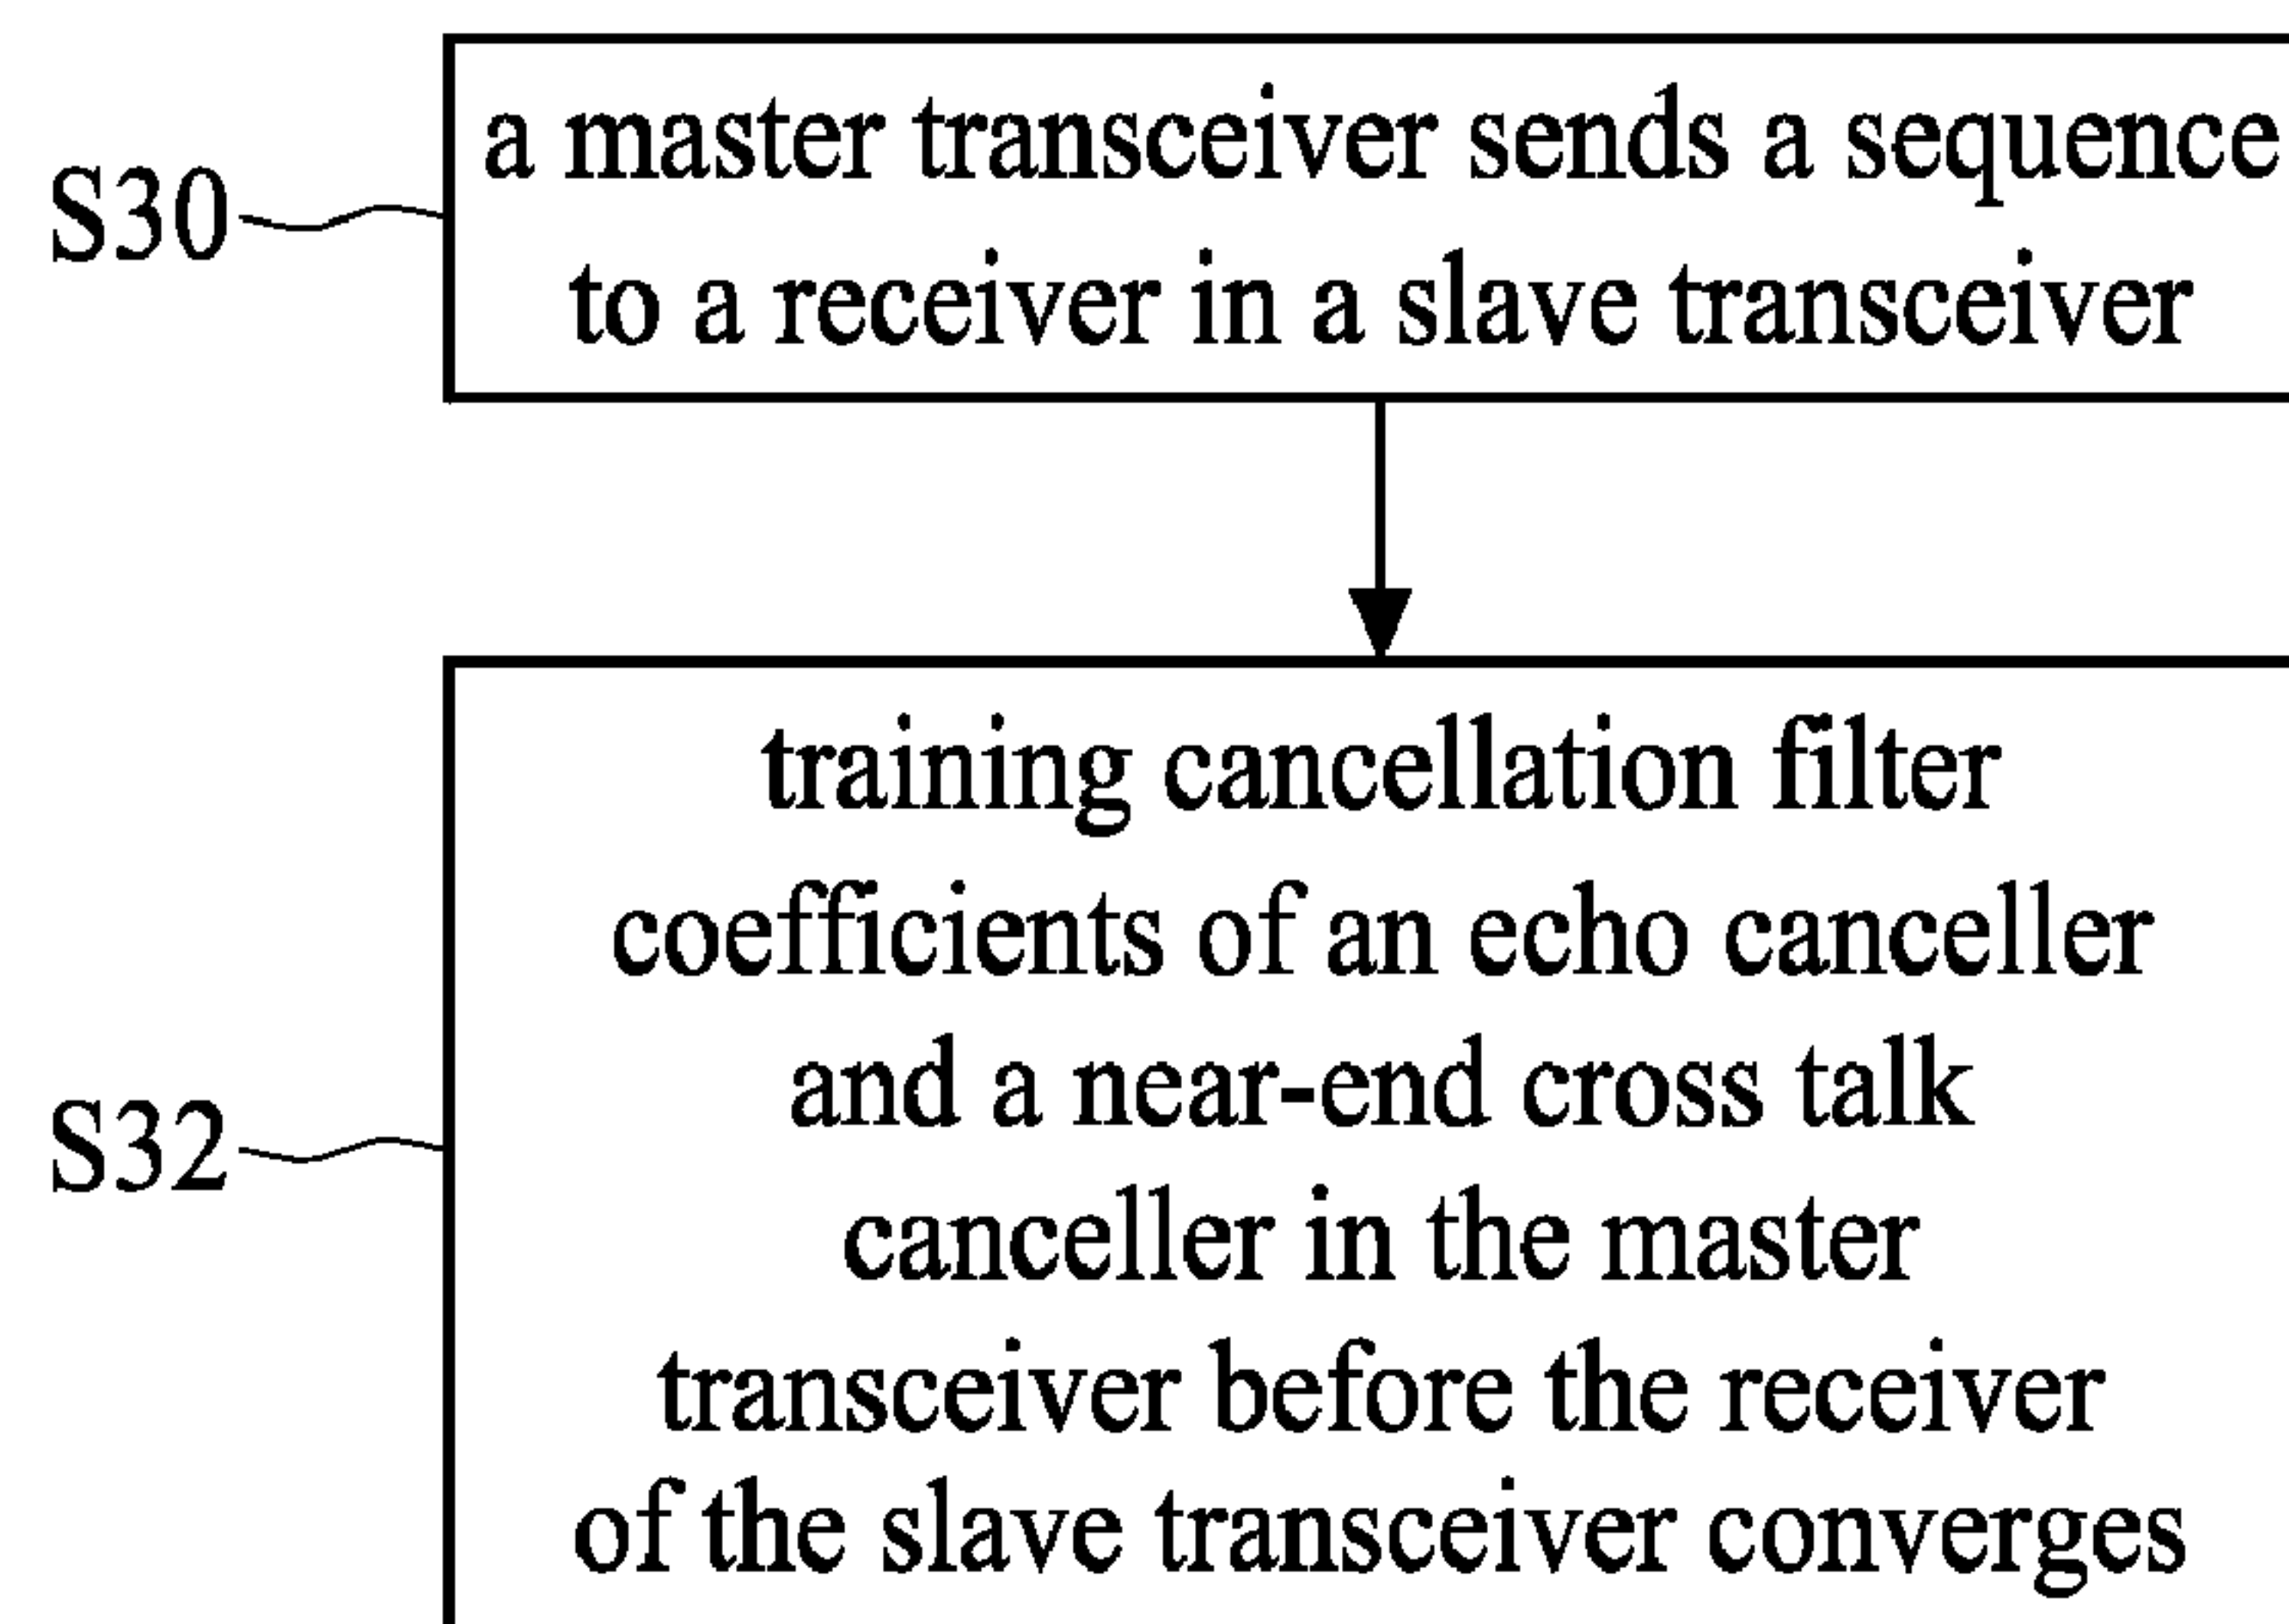 S30
a master transceiver sends a sequence
to a receiver in a slave transceiver
S32
training cancellation filter
coefficients of an echo canceller
and a near-end cross talk
canceller in the master
transceiver before the receiver
of the slave transceiver converges